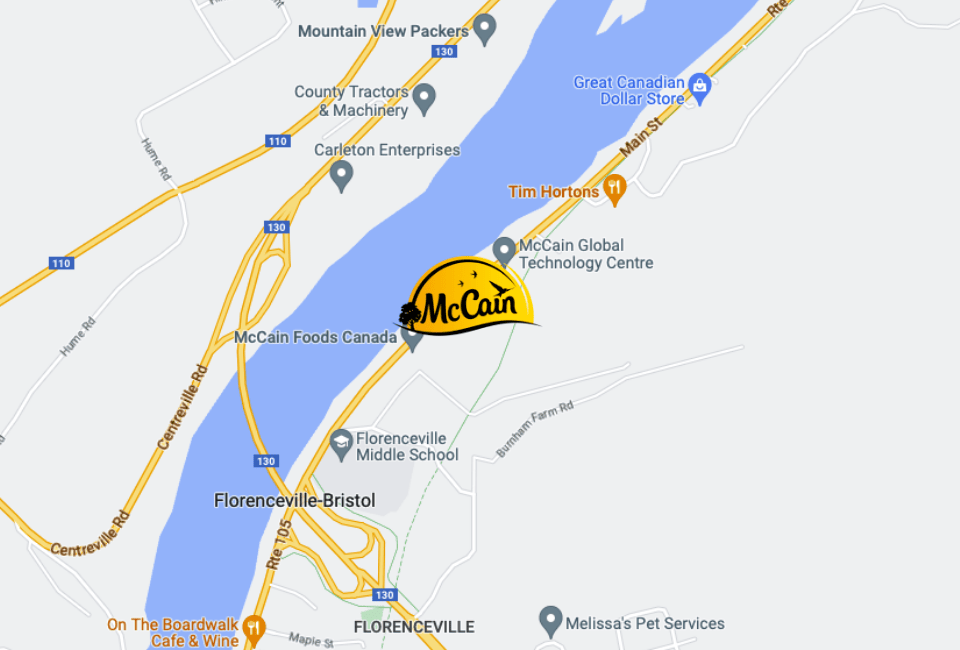 Mountain View Packers
130
Rte
County Tractors
& Machinery
Great Canadian
Dollar Store
110
Main St
Hume Rd
Carleton Enterprises
Tim Hortons
130
McCain Global
Technology Centre
110
McCain
Hume Rd
McCain Foods Canada
Centreville Rd
Burnham Farm Rd
Florenceville
Middle School
130
Florenceville-Bristol
Centreville Rd
Rte 105
130
On The Boardwalk
Cafe & Wine
Maple St
FLORENCEVILLE
Melissa's Pet Services